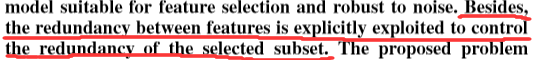 model suitable for feature selection and robust to noise. Besides,
the redundancy between features is explicitly exploited to control
the redundancy of the selected subset. The proposed problem